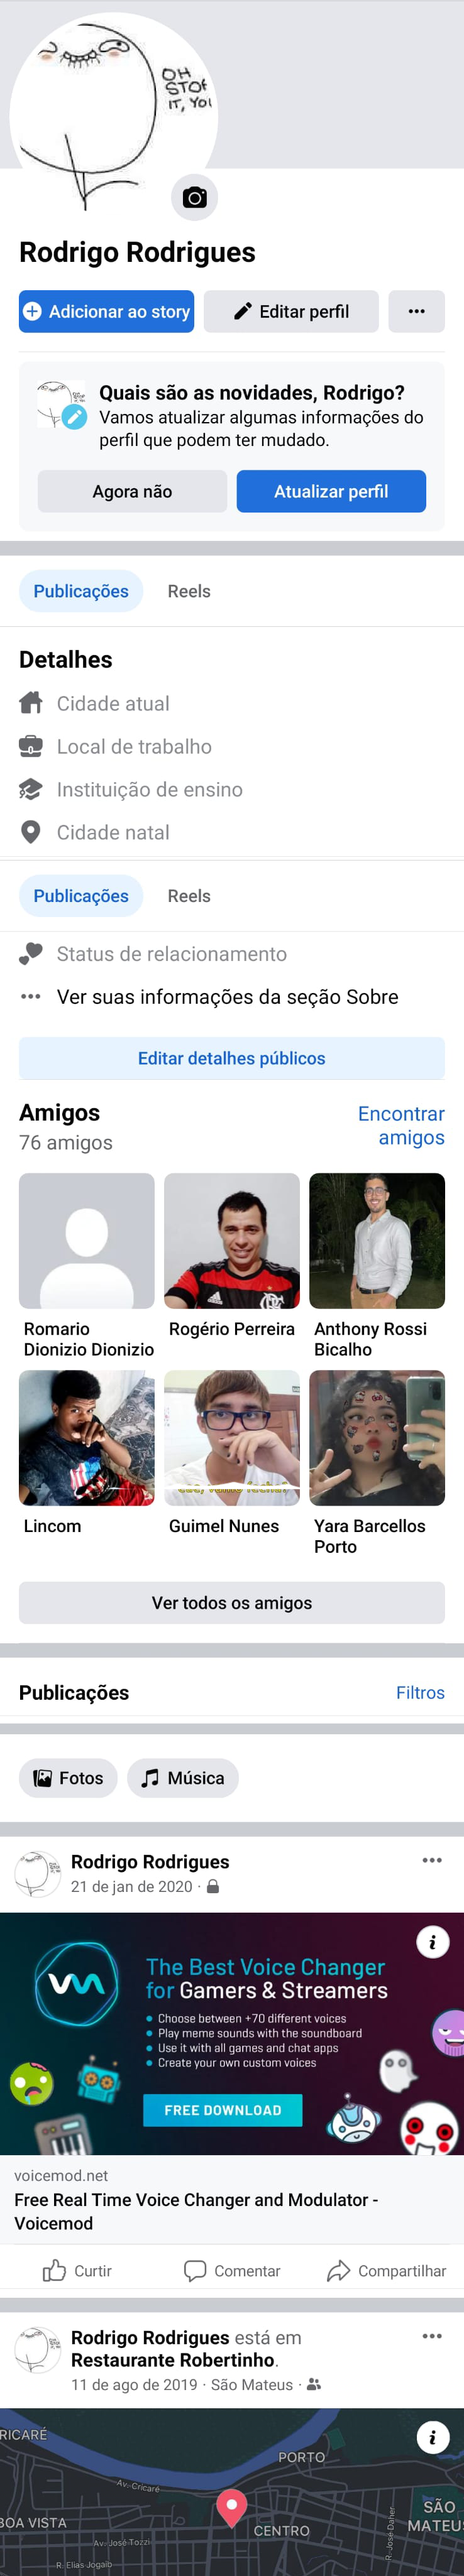 OH
STOP
IT, YOU
Rodrigo Rodrigues
Adicionar ao story
Editar perfil
Quais são as novidades, Rodrigo?
Vamos atualizar algumas informações do
perfil que podem ter mudado.
Agora não
Atualizar perfil
Publicações
Reels
Detalhes
Cidade atual
Local de trabalho
Instituição de ensino
Cidade natal
Publicações
Reels
Status de relacionamento
Ver suas informações da seção Sobre
Editar detalhes públicos
Amigos
Encontrar
amigos
76 amigos
Romario
Dionizio Dionizio
Rogério Perreira
Anthony Rossi
Bicalho
Lincom
Guimel Nunes
Yara Barcellos
Porto
Ver todos os amigos
Publicações
Filtros
Fotos
Música
Rodrigo Rodrigues
21 de jan de 2020 ·
The Best Voice Changer
for Gamers & Streamers
Choose between +70 different voices
Play meme sounds with the soundboard
Use it with all games and chat apps
Create your own custom voices
FREE DOWNLOAD
voicemod.net
Free Real Time Voice Changer and Modulator -
Voicemod
Curtir
Comentar
Compartilhar
Rodrigo Rodrigues está em
Restaurante Robertinho.
11 de ago de 2019 · São Mateus ·
RICARÉ
PORTO
Av. Cricaré
BOA VISTA
Av. José Tozzi
CENTRO
R. José Daher
SÃO
MATEUS
R. Elias Jogaib